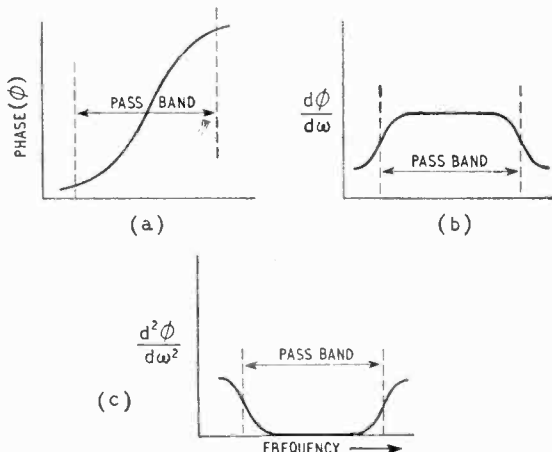 PHASE (ϕ)
PASS BAND
(a)
dϕ
dω
PASS BAND
(b)
d²ϕ
dω²
PASS BAND
(c)
FREQUENCY